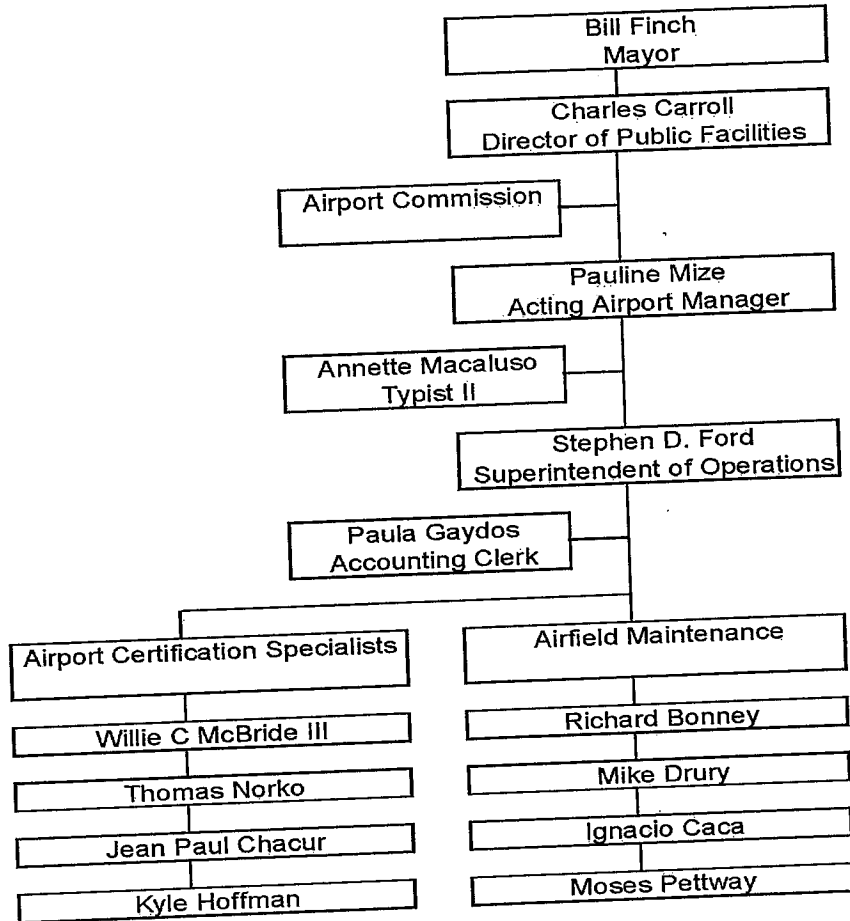 Bill Finch
Mayor
Charles Carroll
Director of Public Facilities
Airport Commission
Pauline Mize
Acting Airport Manager
Annette Macaluso
Typist II
Stephen D. Ford
Superintendent of Operations
Paula Gaydos
Accounting Clerk
Airport Certification Specialists
Willie C McBride III
Thomas Norko
Jean Paul Chacur
Kyle Hoffman
Airfield Maintenance
Richard Bonney
Mike Drury
Ignacio Caca
Moses Pettway